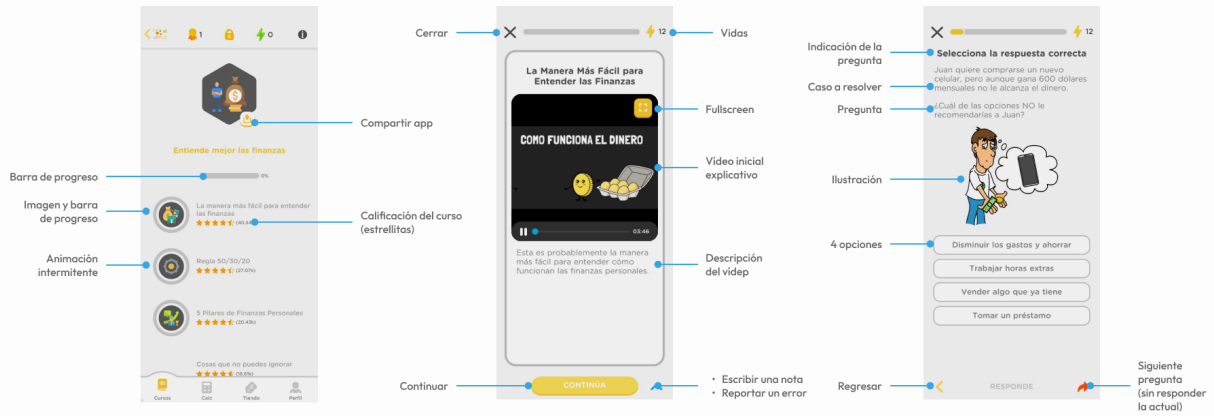 1
0
Compartir app
Entiende mejor las finanzas
Barra de progreso
0%
Imagen y barra
de progreso
La manera más fácil para entender
las finanzas
Calificación del curso
(estrellitas)
Animación
intermitente
Regla 50/30/20
(27.07k)
5 Pilares de Finanzas Personales
(20.43k)
Cosas que no puedes ignorar
Cursos
Calc
Tienda
Perfil
Cerrar
12
Vidas
La Manera Más Fácil para
Entender las Finanzas
Fullscreen
COMO FUNCIONA EL DINERO
Vídeo inicial
explicativo
03:46
Esta es probablemente la manera
más fácil para entender cómo
funcionan las finanzas personales.
Descripción
del vídep
Continuar
CONTINÚA
• Escribir una nota
• Reportar un error
12
Indicación de la
pregunta
Selecciona la respuesta correcta
Caso a resolver
Juan quiere comprarse un nuevo
celular, pero aunque gana 600 dólares
mensuales no le alcanza el dinero.
Pregunta
¿Cuál de las opciones NO le
recomendarías a Juan?
Ilustración
4 opciones
Disminuir los gastos y ahorrar
Trabajar horas extras
Vender algo que ya tiene
Tomar un préstamo
Regresar
RESPONDE
Siguiente
pregunta
(sin responder
la actual)